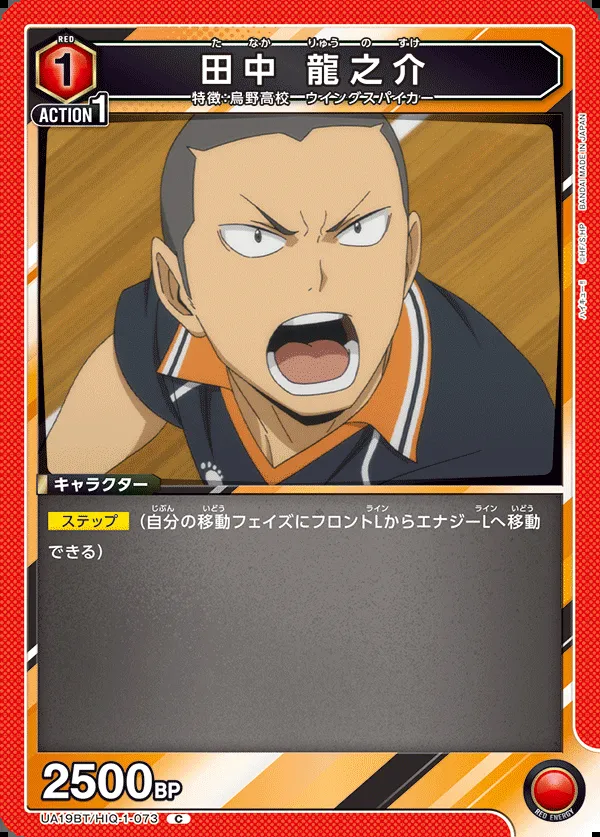 RED
1
ACTION 1
た なか りゅう の すけ
田中 龍之介
特徴:烏野高校 ウイングスパイカー
BANDAI MADE IN JAPAN
©HF/S,HP
ハイキュー!!
キャラクター
じぶん いどう ライン ライン いどう
ステップ (自分の移動フェイズにフロントLからエナジーLへ移動
できる)
2500BP
RED ENERGY
UA19BT/HIQ-1-073 C